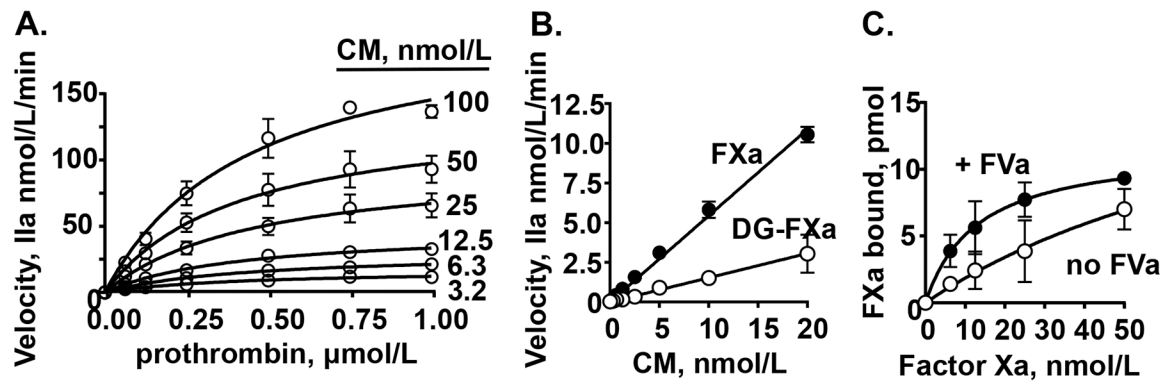 A.
CM, nmol/L
Velocity, IIa nmol/L/min
150
100
50
0
100
50
25
12.5
6.3
3.2
0.00 0.25 0.50 0.75 1.00
prothrombin, µmol/L
B.
Velocity, IIa nmol/L/min
12.5
10.0
7.5
5.0
2.5
0
FXa
DG-FXa
0 5 10 15 20
CM, nmol/L
C.
FXa bound, pmol
15
10
5
0
+ FVa
no FVa
0 10 20 30 40 50
Factor Xa, nmol/L